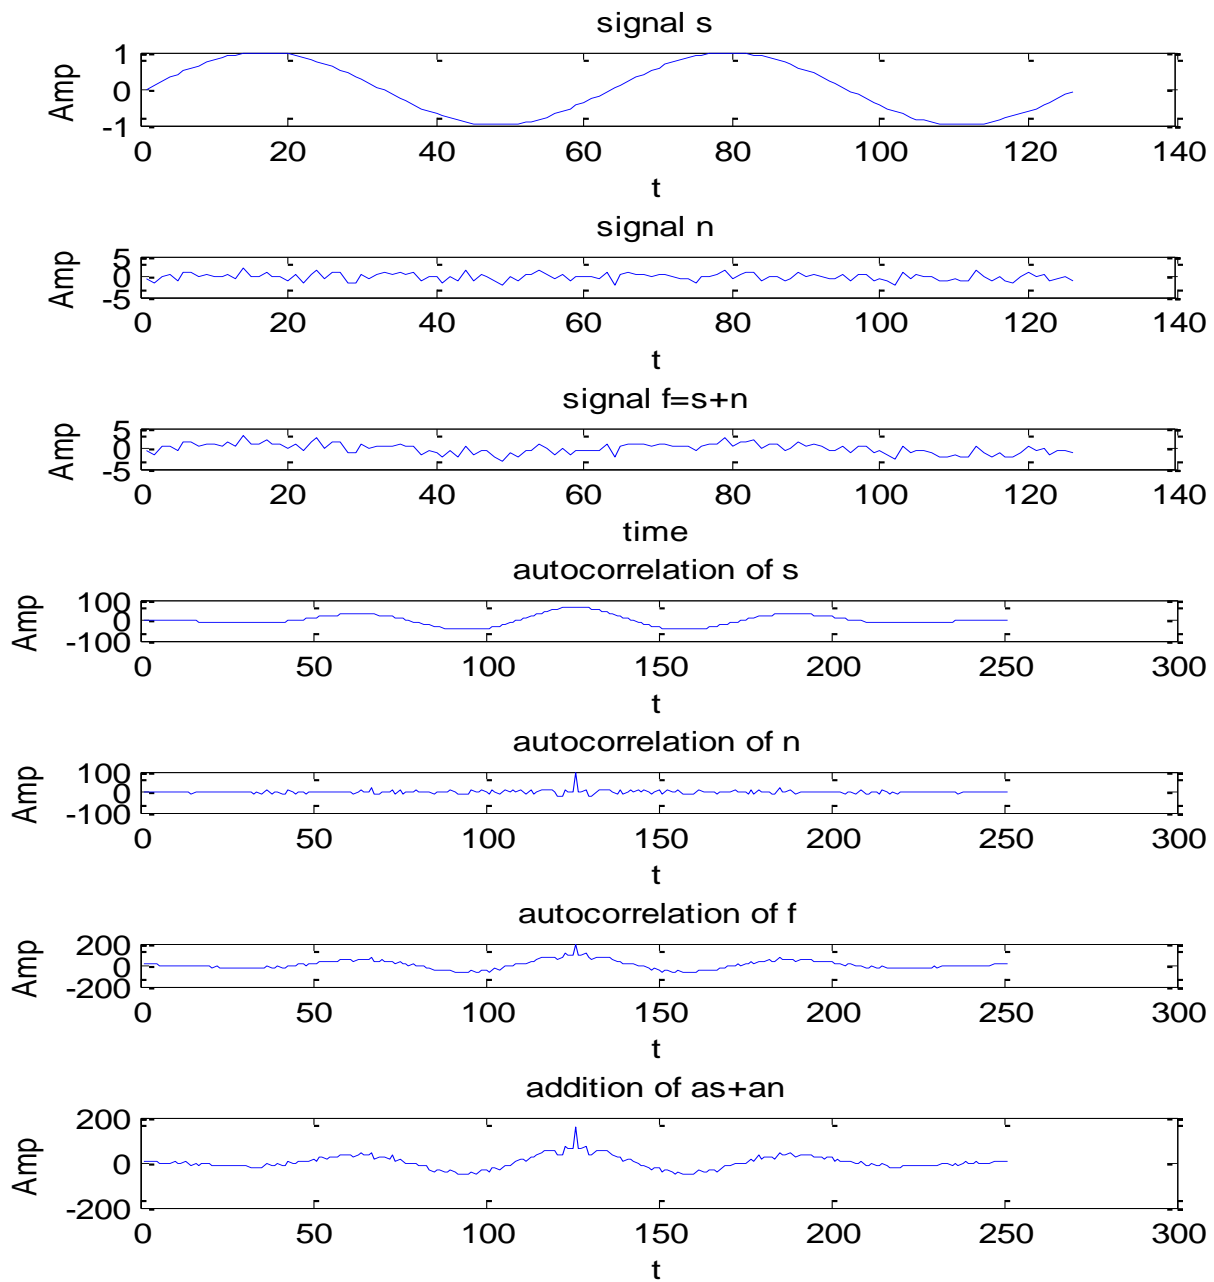 signal s
1
0
-1
Amp
0 20 40 60 80 100 120 140
t
signal n
5
0
-5
Amp
0 20 40 60 80 100 120 140
t
signal f=s+n
5
0
-5
Amp
0 20 40 60 80 100 120 140
time
autocorrelation of s
100
0
-100
Amp
0 50 100 150 200 250 300
t
autocorrelation of n
100
0
-100
Amp
0 50 100 150 200 250 300
t
autocorrelation of f
200
0
-200
Amp
0 50 100 150 200 250 300
t
addition of as+an
200
0
-200
Amp
0 50 100 150 200 250 300
t